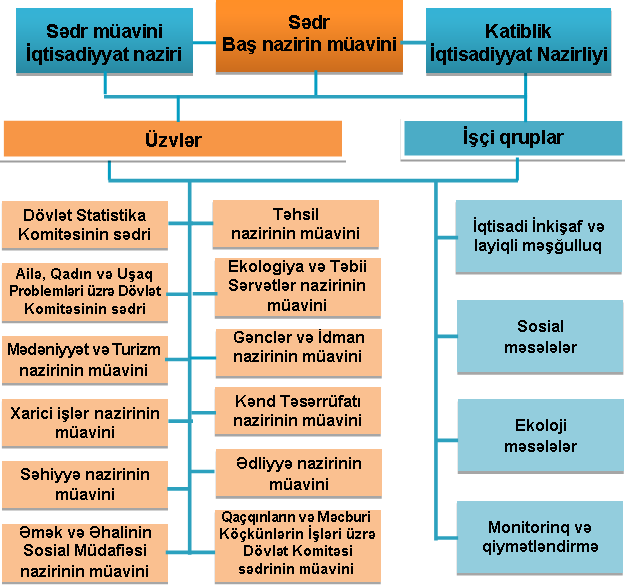 Sədr müavini
İqtisadiyyat naziri
Sədr
Baş nazirin müavini
Katiblik
İqtisadiyyat Nazirliyi
Üzvlər
İşçi qruplar
Dövlət Statistika
Komitəsinin sədri
Ailə, Qadın və Uşaq
Problemləri üzrə Dövlət
Komitəsinin sədri
Mədəniyyət və Turizm
nazirinin müavini
Xarici işlər nazirinin
müavini
Səhiyyə nazirinin
müavini
Əmək və Əhalinin
Sosial Müdafiəsi
nazirinin müavini
Təhsil
nazirinin müavini
Ekologiya və Təbii
Sərvətlər nazirinin
müavini
Gənclər və İdman
nazirinin müavini
Kənd Təsərrüfatı
nazirinin müavini
Ədliyyə nazirinin
müavini
Qaçqınların və Məcburi
Köçkünlərin İşləri üzrə
Dövlət Komitəsi
sədrinin müavini
İqtisadi İnkişaf və
layiqli məşğulluq
Sosial
məsələlər
Ekoloji
məsələlər
Monitorinq və
qiymətləndirmə